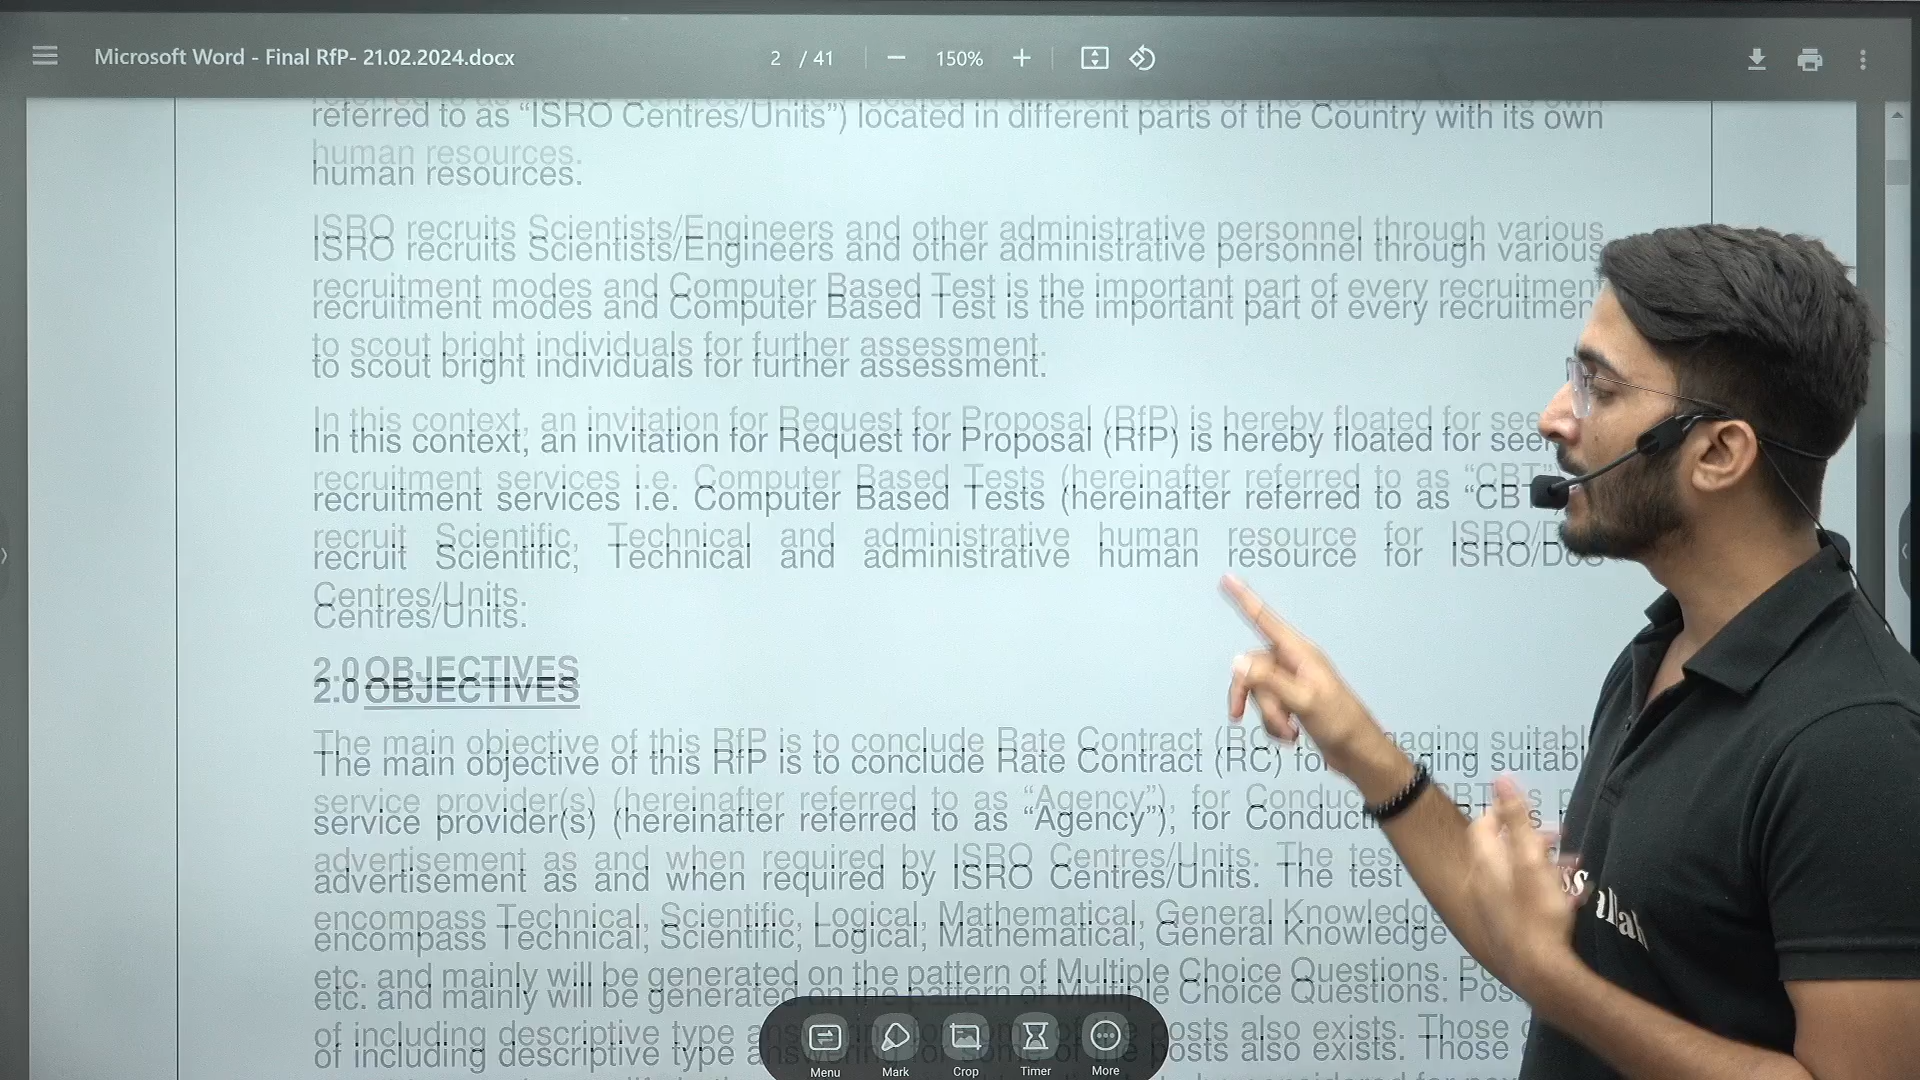 Microsoft Word - Final RfP- 21.02.2024.docx
2 / 41
150%
referred to as “ISRO Centres/Units”) located in different parts of the Country with its own
human resources.
ISRO recruits Scientists/Engineers and other administrative personnel through various
recruitment modes and Computer Based Test is the important part of every recruitment
to scout bright individuals for further assessment.
In this context, an invitation for Request for Proposal (RfP) is hereby floated for
recruitment services i.e. Computer Based Tests (hereinafter referred to as “CBT”)
recruit Scientific, Technical and administrative human resource for
Centres/Units.
2.0 OBJECTIVES
The main objective of this RfP is to conclude Rate Contract (RC)
service provider(s) (hereinafter referred to as “Agency”), for
advertisement as and when required by ISRO Centres/Units. The test
encompass Technical, Scientific, Logical, Mathematical, General Knowledge
etc. and mainly will be generated on the pattern of Multiple Choice Questions.
of including descriptive type answering for some of the posts also exists. Those
Menu
Mark
Crop
Timer
More